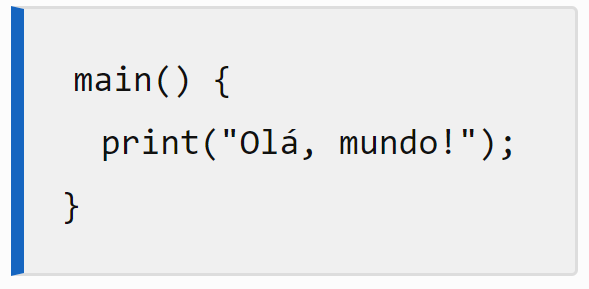 main() {
print("Olá, mundo!");
}